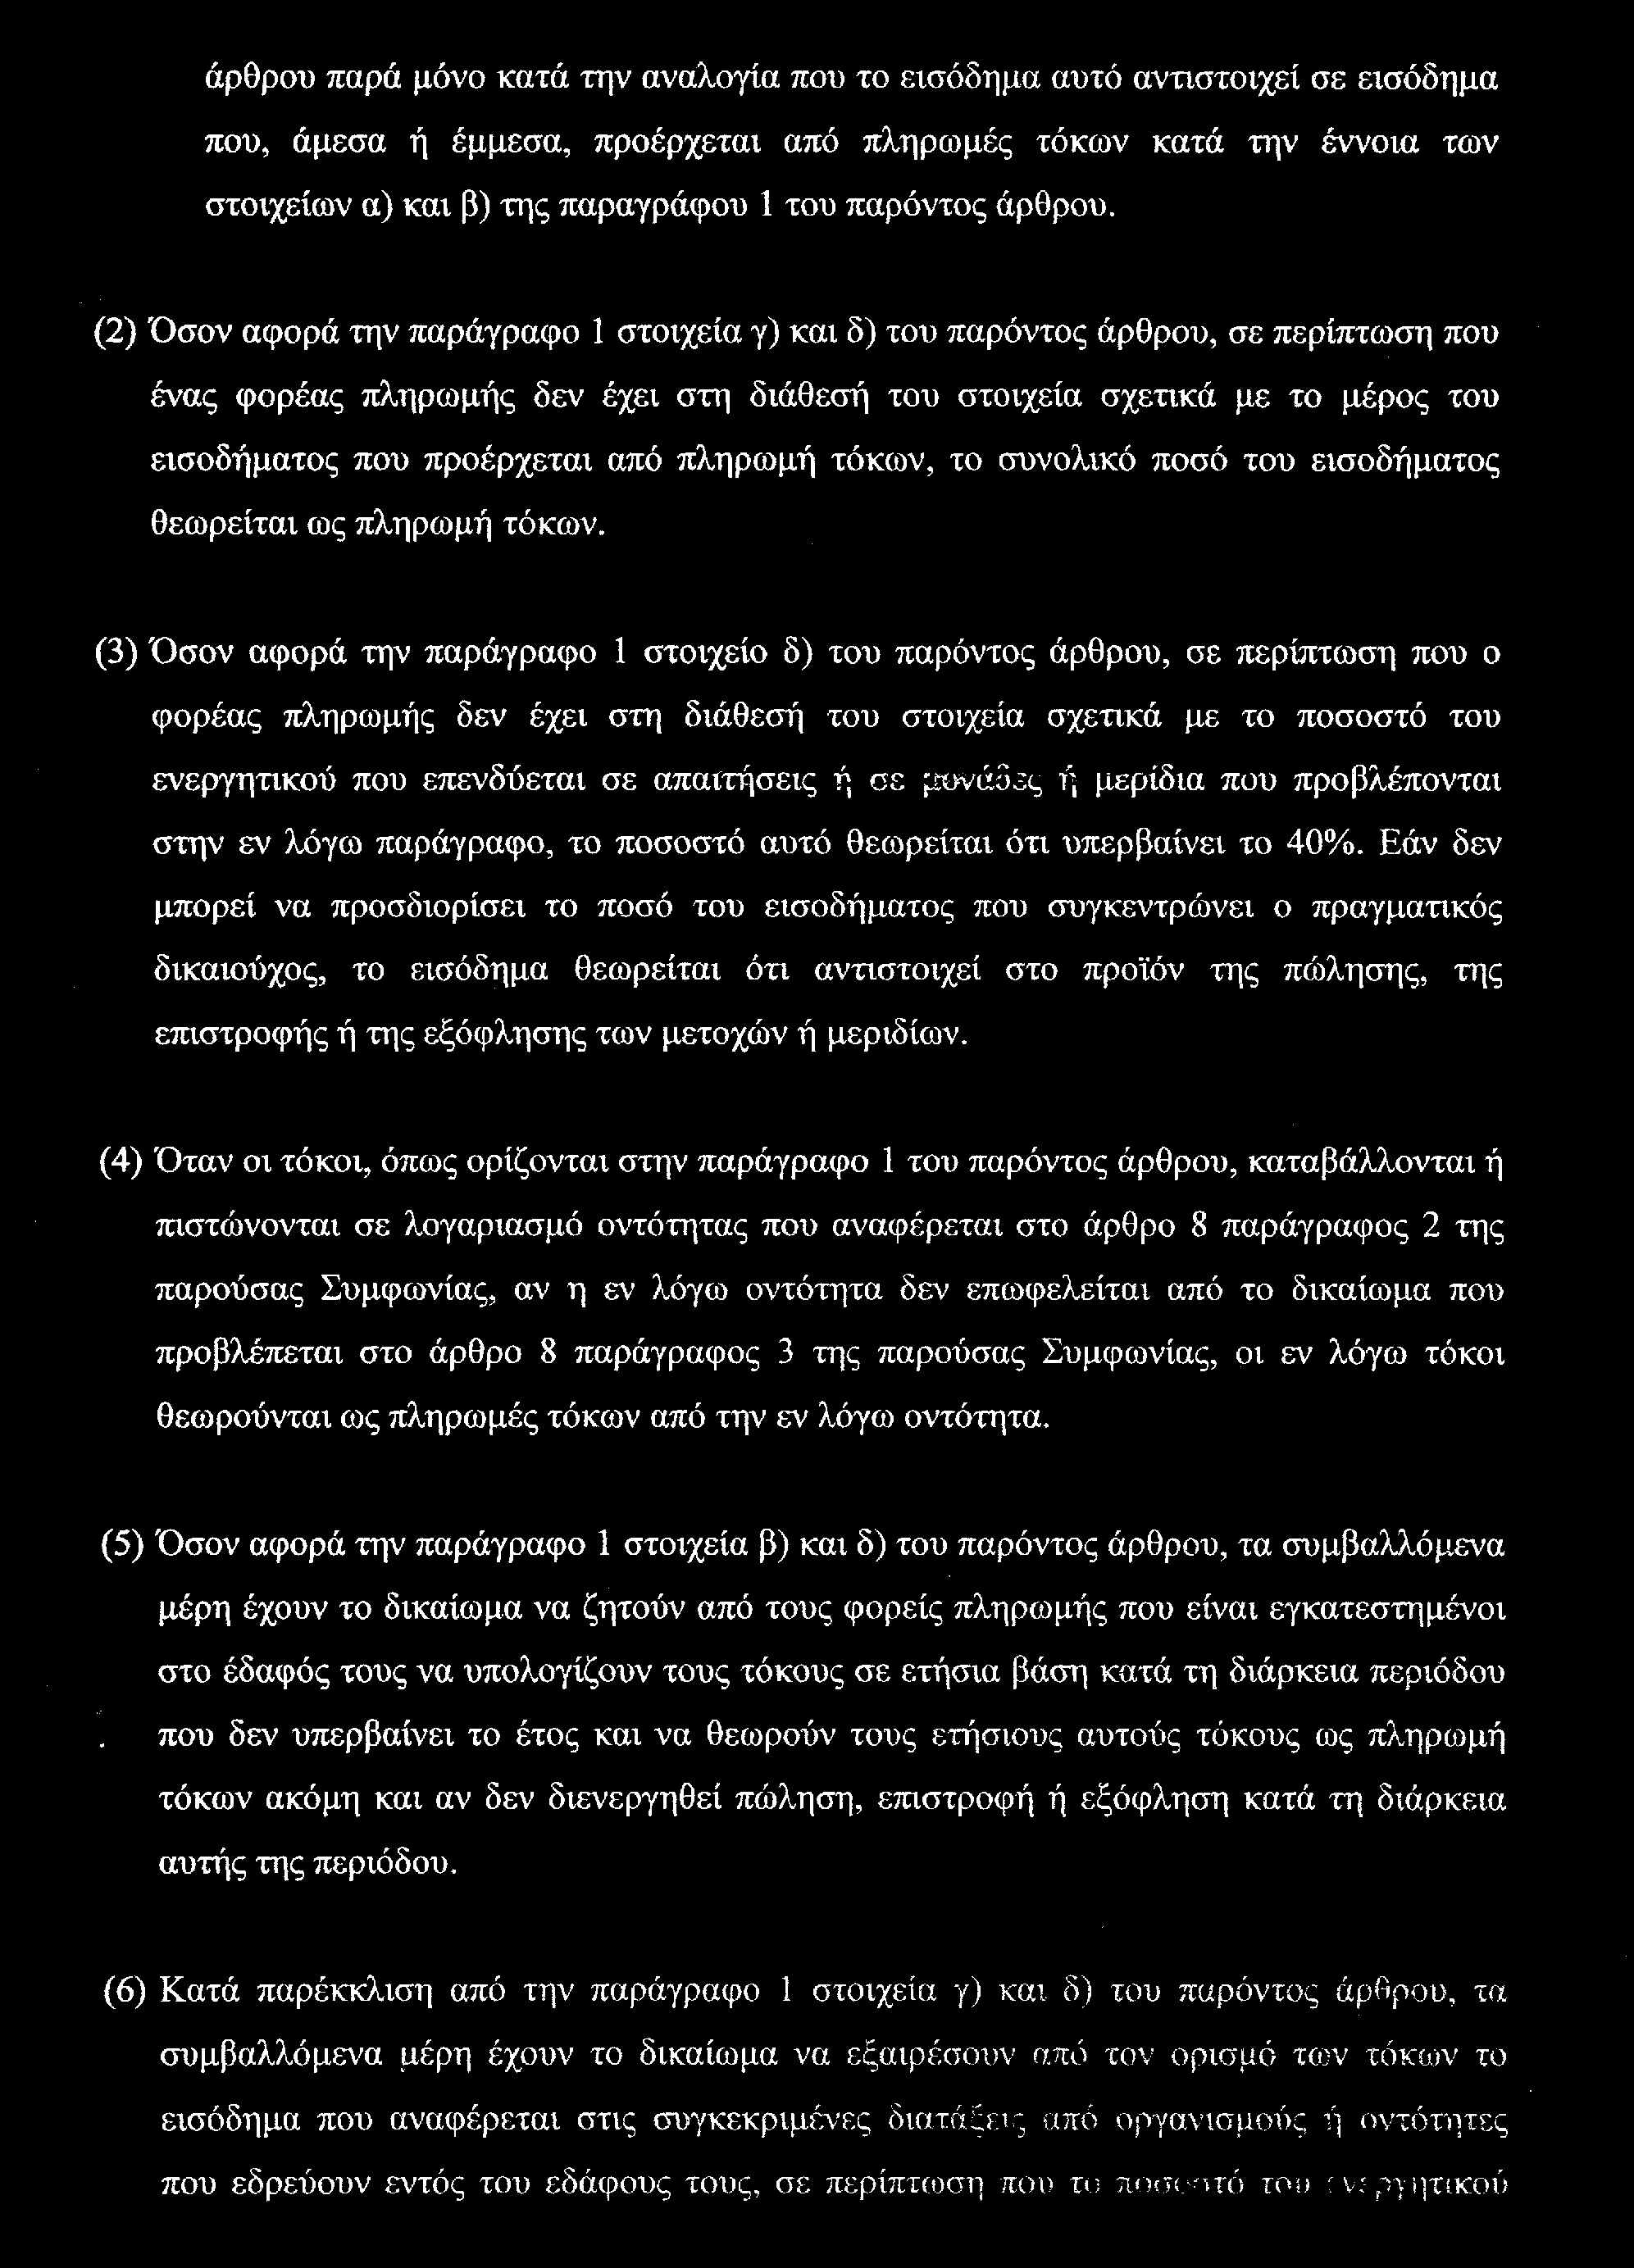 άρθρου παρά μόνο κατά την αναλογία που το εισόδημα αυτό αντιστοιχεί σε εισόδημα
που, άμεσα ή έμμεσα, προέρχεται από πληρωμές τόκων κατά την έννοια των
στοιχείων α) και β) της παραγράφου 1 του παρόντος άρθρου.
(2) Όσον αφορά την παράγραφο 1 στοιχεία γ) και δ) του παρόντος άρθρου, σε περίπτωση που
ένας φορέας πληρωμής δεν έχει στη διάθεσή του στοιχεία σχετικά με το μέρος του
εισοδήματος που προέρχεται από πληρωμή τόκων, το συνολικό ποσό του εισοδήματος
θεωρείται ως πληρωμή τόκων.
(3) Όσον αφορά την παράγραφο 1 στοιχείο δ) του παρόντος άρθρου, σε περίπτωση που ο
φορέας πληρωμής δεν έχει στη διάθεσή του στοιχεία σχετικά με το ποσοστό του
ενεργητικού που επενδύεται σε απαιτήσεις ή σε ή μερίδια που προβλέπονται
στην εν λόγω παράγραφο, το ποσοστό αυτό θεωρείται ότι υπερβαίνει το 40%. Εάν δεν
μπορεί να προσδιορίσει το ποσό του εισοδήματος που συγκεντρώνει ο πραγματικός
δικαιούχος, το εισόδημα θεωρείται ότι αντιστοιχεί στο προϊόν της πώλησης, της
επιστροφής ή της εξόφλησης των μετοχών ή μεριδίων.
(4) Όταν οι τόκοι, όπως ορίζονται στην παράγραφο 1 του παρόντος άρθρου, καταβάλλονται ή
πιστώνονται σε λογαριασμό οντότητας που αναφέρεται στο άρθρο 8 παράγραφος 2 της
παρούσας Συμφωνίας, αν η εν λόγω οντότητα δεν επωφελείται από το δικαίωμα που
προβλέπεται στο άρθρο 8 παράγραφος 3 της παρούσας Συμφωνίας, οι εν λόγω τόκοι
θεωρούνται ως πληρωμές τόκων από την εν λόγω οντότητα.
(5) Όσον αφορά την παράγραφο 1 στοιχεία β) και δ) του παρόντος άρθρου, τα συμβαλλόμενα
μέρη έχουν το δικαίωμα να ζητούν από τους φορείς πληρωμής που είναι εγκατεστημένοι
στο έδαφός τους να υπολογίζουν τους τόκους σε ετήσια βάση κατά τη διάρκεια περιόδου
που δεν υπερβαίνει το έτος και να θεωρούν τους ετήσιους αυτούς τόκους ως πληρωμή
τόκων ακόμη και αν δεν διενεργηθεί πώληση, επιστροφή ή εξόφληση κατά τη διάρκεια
αυτής της περιόδου.
(6) Κατά παρέκκλιση από την παράγραφο 1 στοιχεία γ) και δ) του παρόντος άρθρου, τα
συμβαλλόμενα μέρη έχουν το δικαίωμα να εξαιρέσουν από τον ορισμό των τόκων το
εισόδημα που αναφέρεται στις συγκεκριμένες διατάξεις από οργανισμούς ή οντότητες
που εδρεύουν εντός του εδάφους τους, σε περίπτωση που το ποσοστό του ενεργητικού